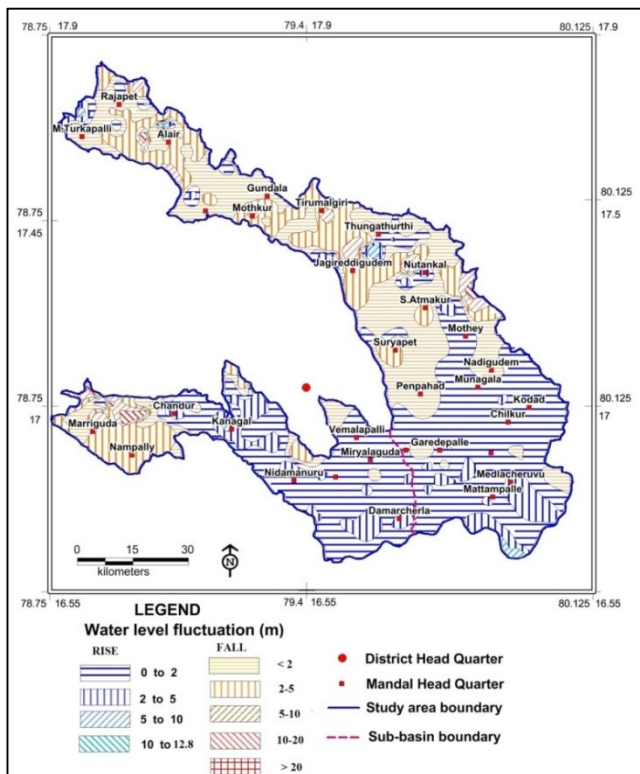 78.75 79.4 80.125
17.9 17.9 17.9
Rajapet
M.Turkapalli
Alair
80.125
17.5
Gundala
Tirumalgiri
78.75
17.45
Mothkur
Thungathurthi
Jagireddigudem
Nutankal
S.Atmakur
Mothey
Suryapet
Nadigudem
Munagala
Penpahad
78.75
17
80.125
17
Chandur
Kodad
Chilkur
Marriguda
Kanagal
Vemalapalli
Nampally
Miryalaguda
Garedepalle
Nidamanuru
Medlacheruvu
Mattampalle
Damarcherla
0 15 30
kilometers
N
78.75 16.55
79.4 16.55
80.125 16.55
LEGEND
Water level fluctuation (m)
RISE
0 to 2
2 to 5
5 to 10
10 to 12.8
FALL
< 2
2-5
5-10
10-20
> 20
District Head Quarter
Mandal Head Quarter
Study area boundary
Sub-basin boundary